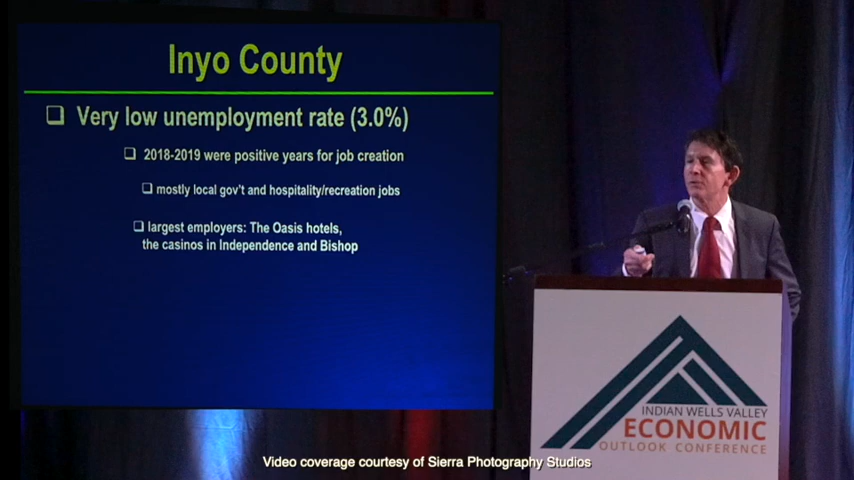 Inyo County
❑ Very low unemployment rate (3.0%)
❑ 2018-2019 were positive years for job creation
❑ mostly local gov't and hospitality/recreation jobs
❑ largest employers: The Oasis hotels,
the casinos in Independence and Bishop
INDIAN WELLS VALLEY
ECONOMIC
OUTLOOK CONFERENCE
Video coverage courtesy of Sierra Photography Studios